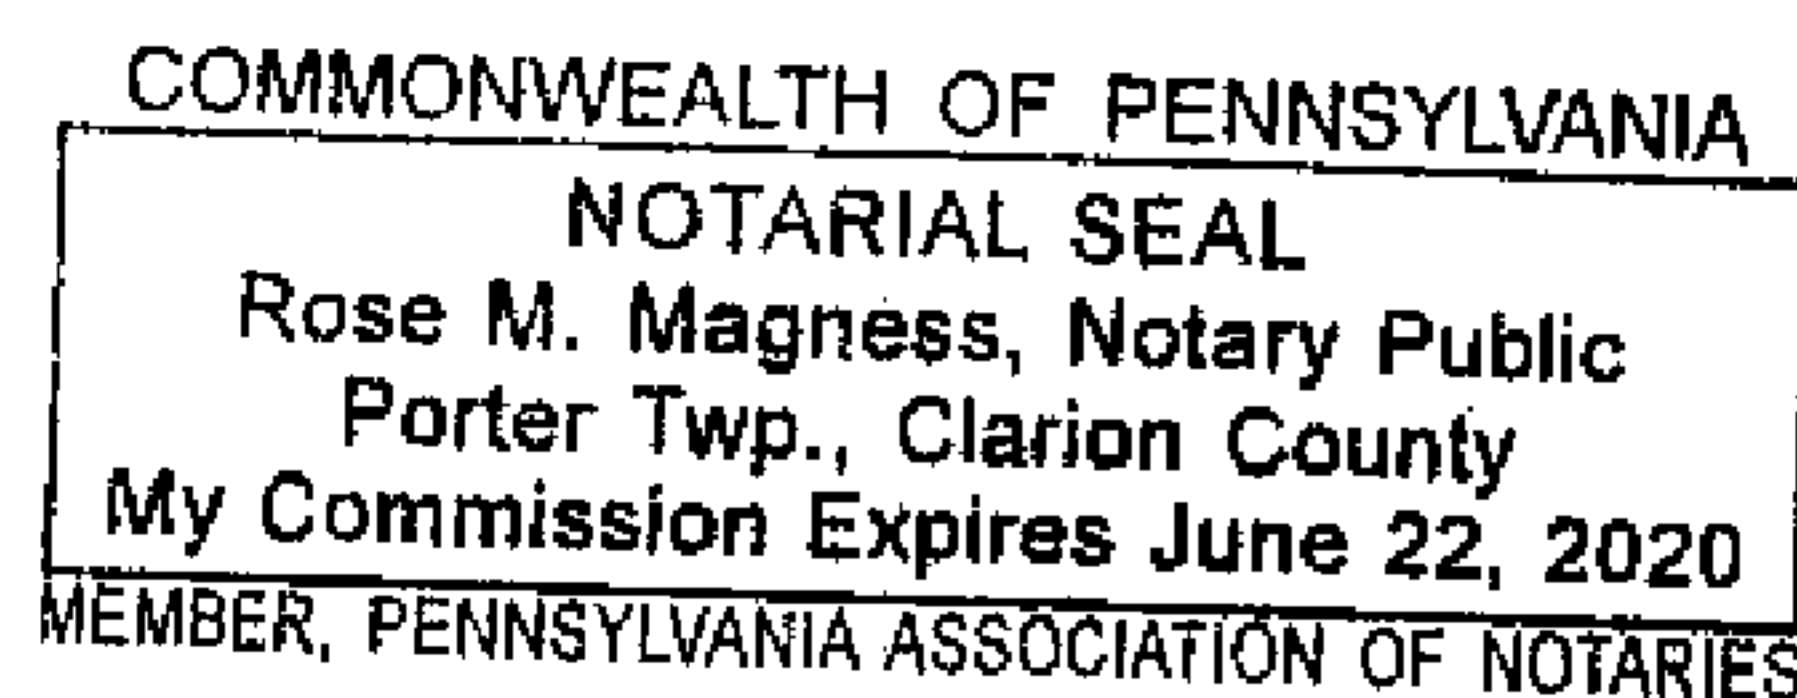 COMMONWEALTH OF PENNSYLVANIA
NOTARIAL SEAL
Rose M. Magness, Notary Public
Porter Twp., Clarion County
My Commission Expires June 22, 2020
MEMBER, PENNSYLVANIA ASSOCIATION OF NOTARIES